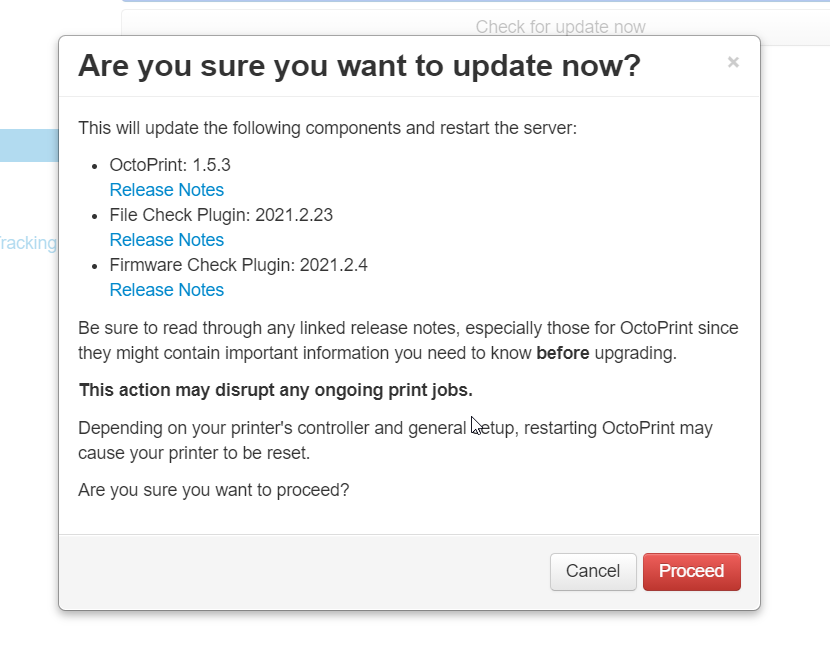 Check for update now
Are you sure you want to update now?
×
This will update the following components and restart the server:
• OctoPrint: 1.5.3
Release Notes
• File Check Plugin: 2021.2.23
Release Notes
racking
• Firmware Check Plugin: 2021.2.4
Release Notes
Be sure to read through any linked release notes, especially those for OctoPrint since
they might contain important information you need to know before upgrading.
This action may disrupt any ongoing print jobs.
Depending on your printer's controller and general setup, restarting OctoPrint may
cause your printer to be reset.
Are you sure you want to proceed?
Cancel Proceed